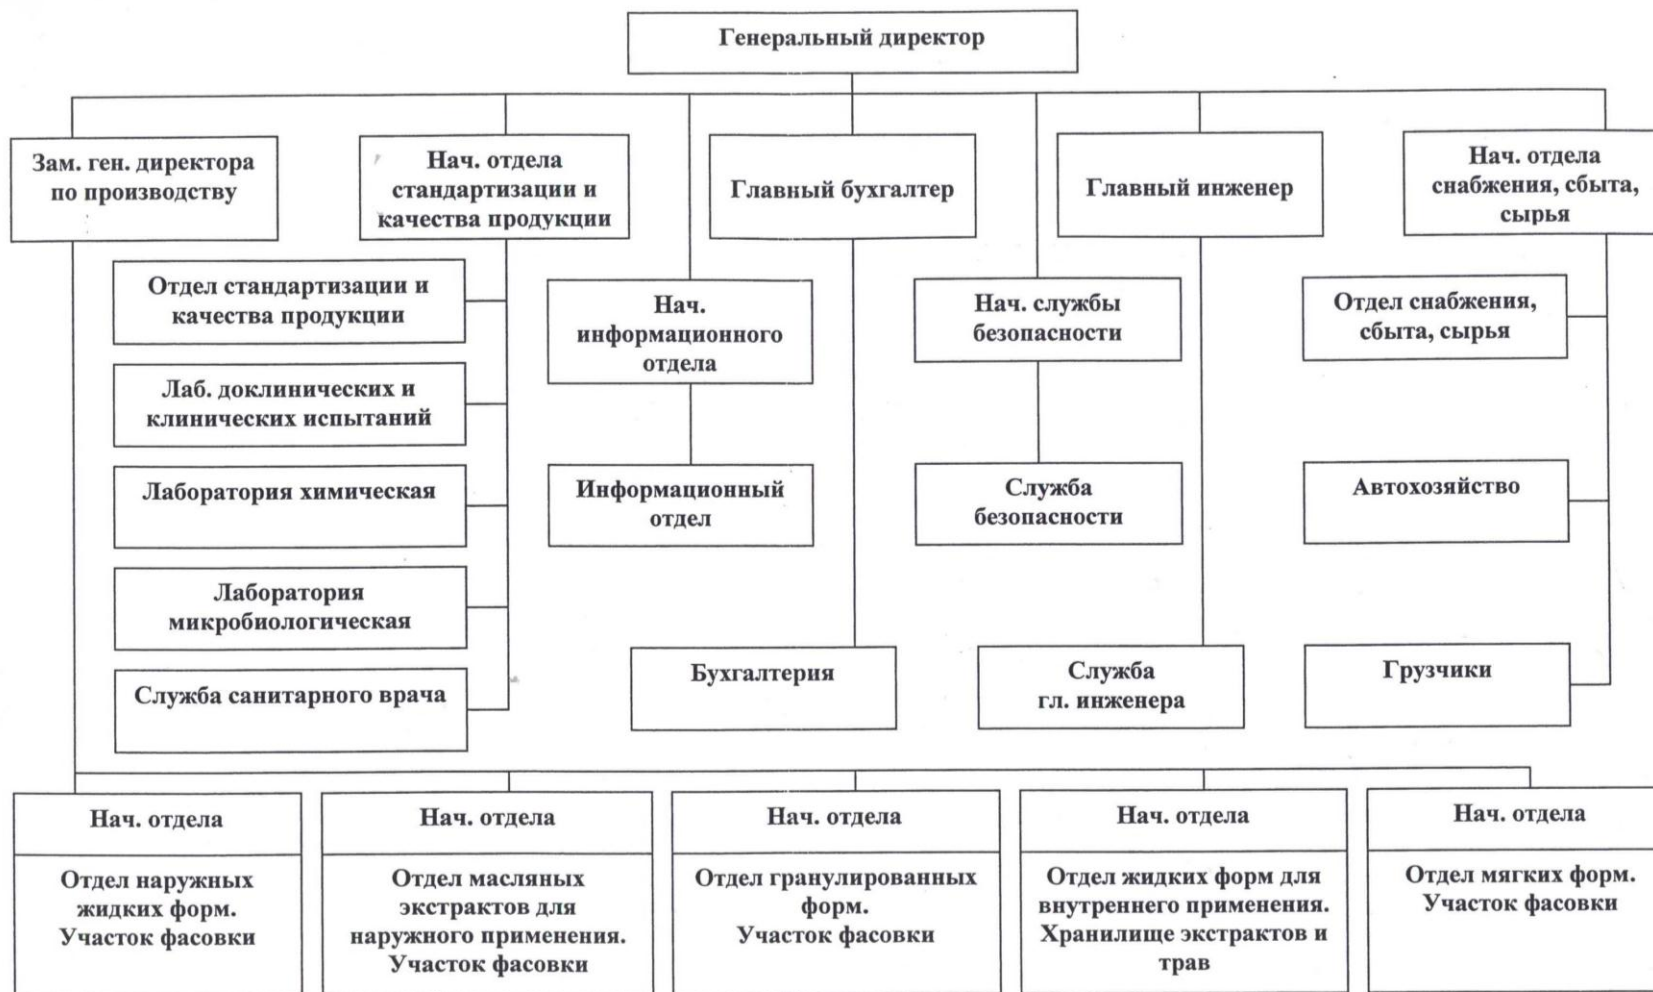 Генеральный директор
Зам. ген. директора
по производству
Нач. отдела
стандартизации и
качества продукции
Главный бухгалтер
Главный инженер
Нач. отдела
снабжения, сбыта,
сырья
Отдел стандартизации и
качества продукции
Нач.
информационного
отдела
Нач. службы
безопасности
Отдел снабжения,
сбыта, сырья
Лаб. доклинических и
клинических испытаний
Лаборатория химическая
Информационный
отдел
Служба
безопасности
Автохозяйство
Лаборатория
микробиологическая
Служба санитарного врача
Бухгалтерия
Служба
гл. инженера
Грузчики
Нач. отдела
Отдел наружных
жидких форм.
Участок фасовки
Нач. отдела
Отдел масляных
экстрактов для
наружного применения.
Участок фасовки
Нач. отдела
Отдел гранулированных
форм.
Участок фасовки
Нач. отдела
Отдел жидких форм для
внутреннего применения.
Хранилище экстрактов и
трав
Нач. отдела
Отдел мягких форм.
Участок фасовки